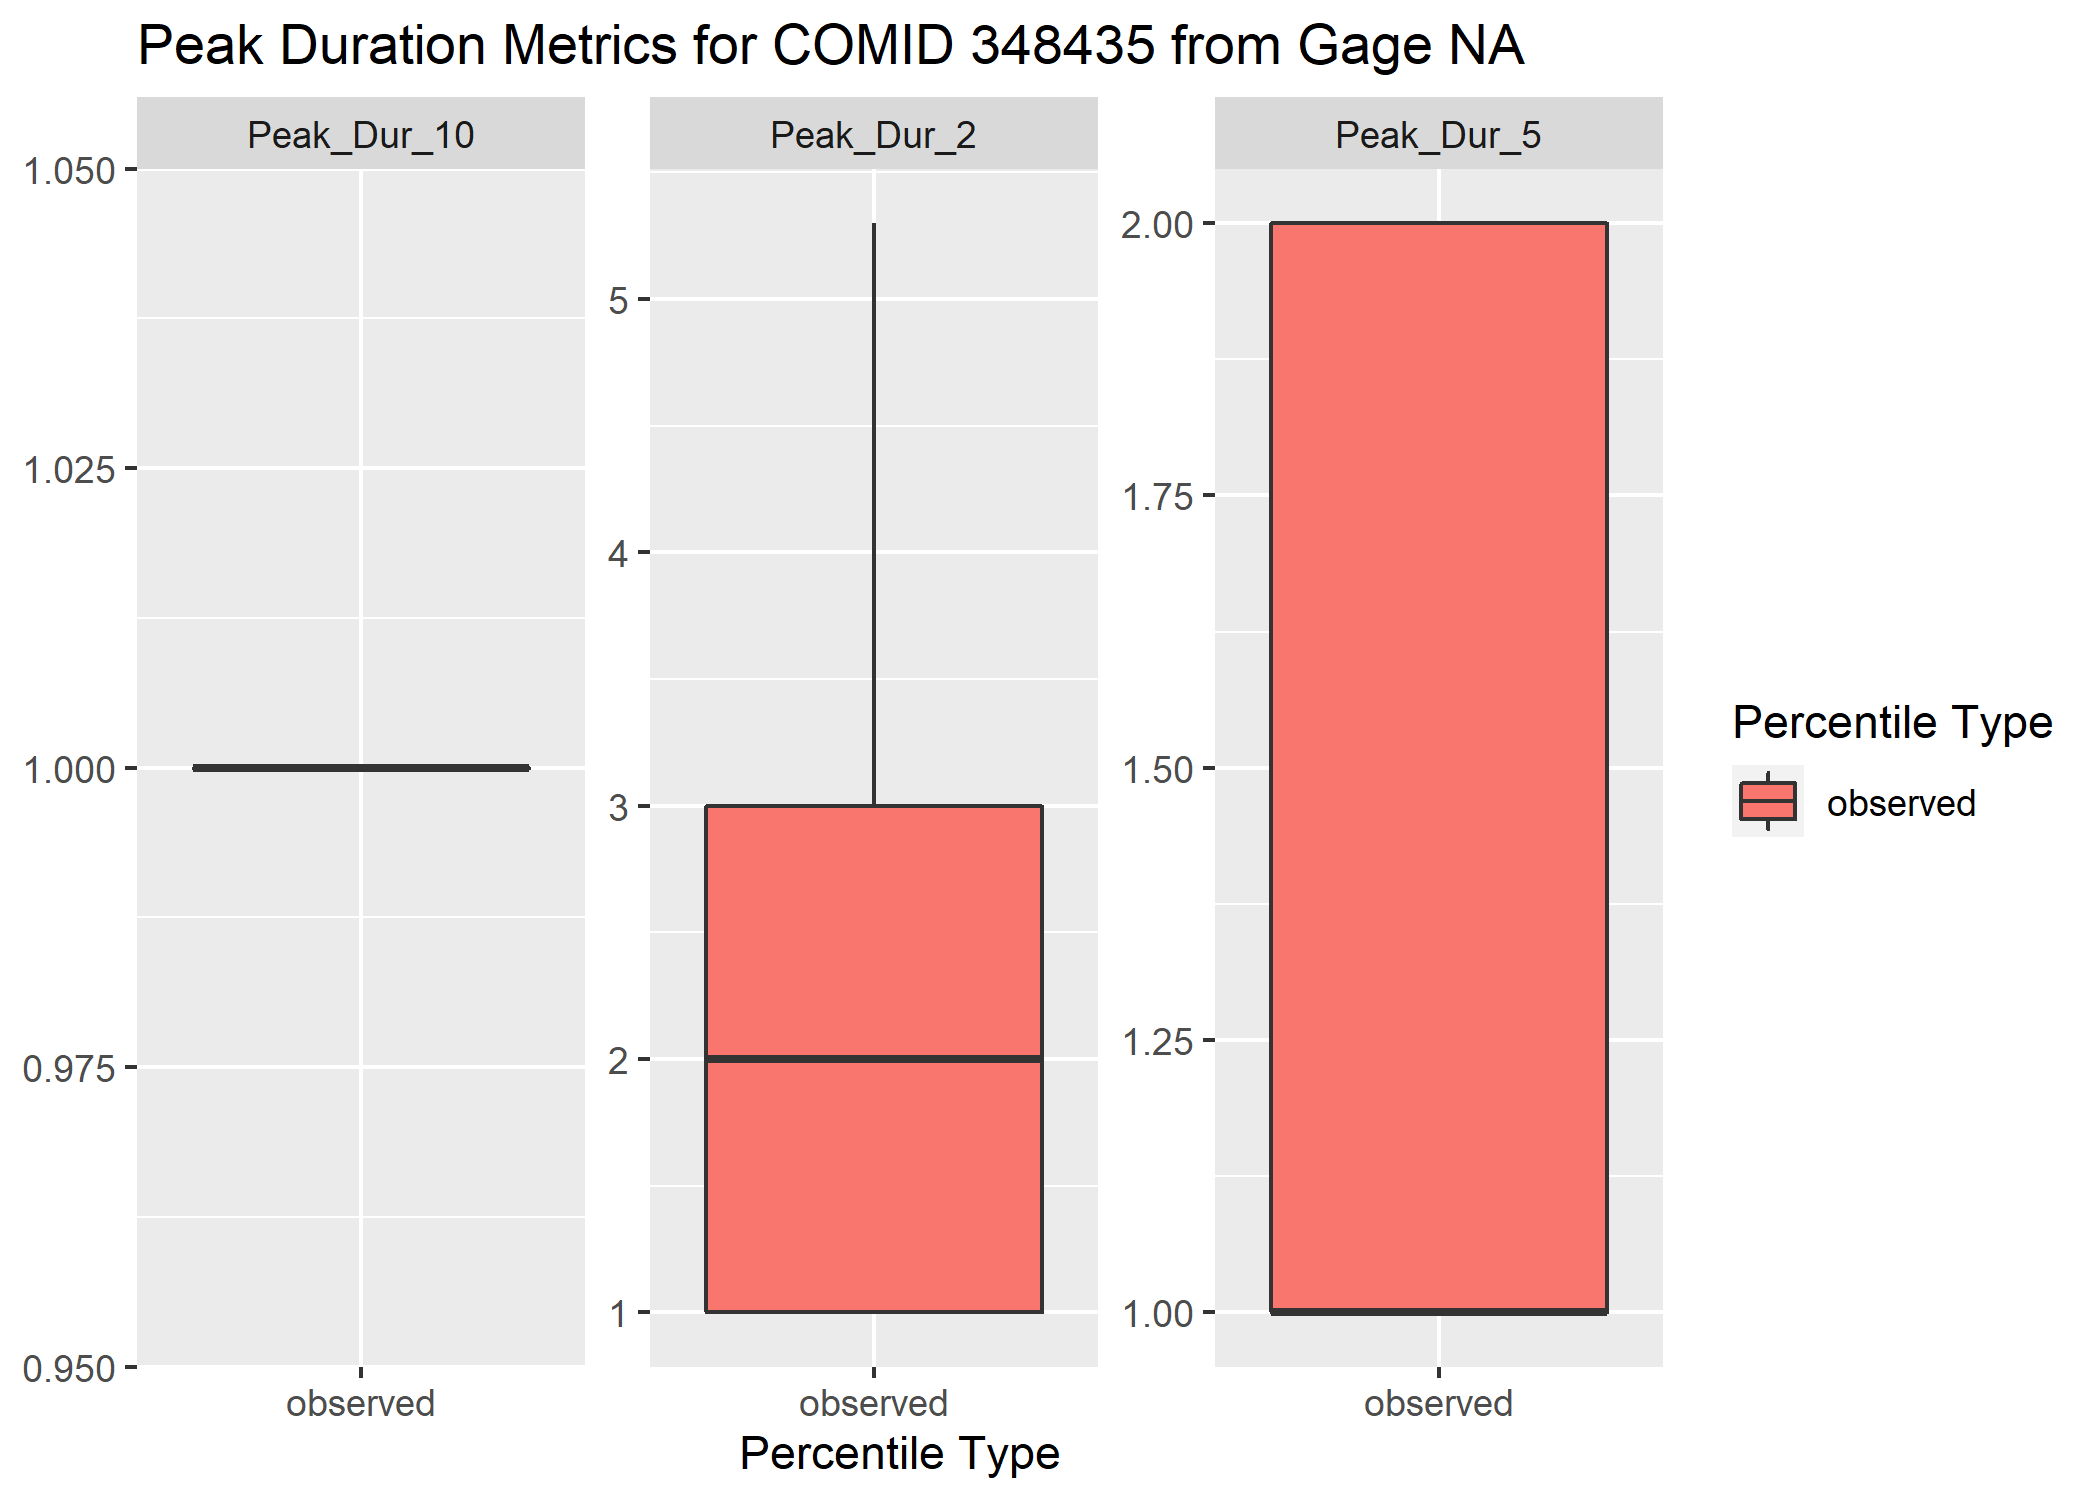 Peak Duration Metrics for COMID 348435 from Gage NA
Peak_Dur_10
Peak_Dur_2
Peak_Dur_5
1.050
1.025
1.000
0.975
0.950
5
4
3
2
1
2.00
1.75
1.50
1.25
1.00
observed
observed
observed
Percentile Type
Percentile Type
observed